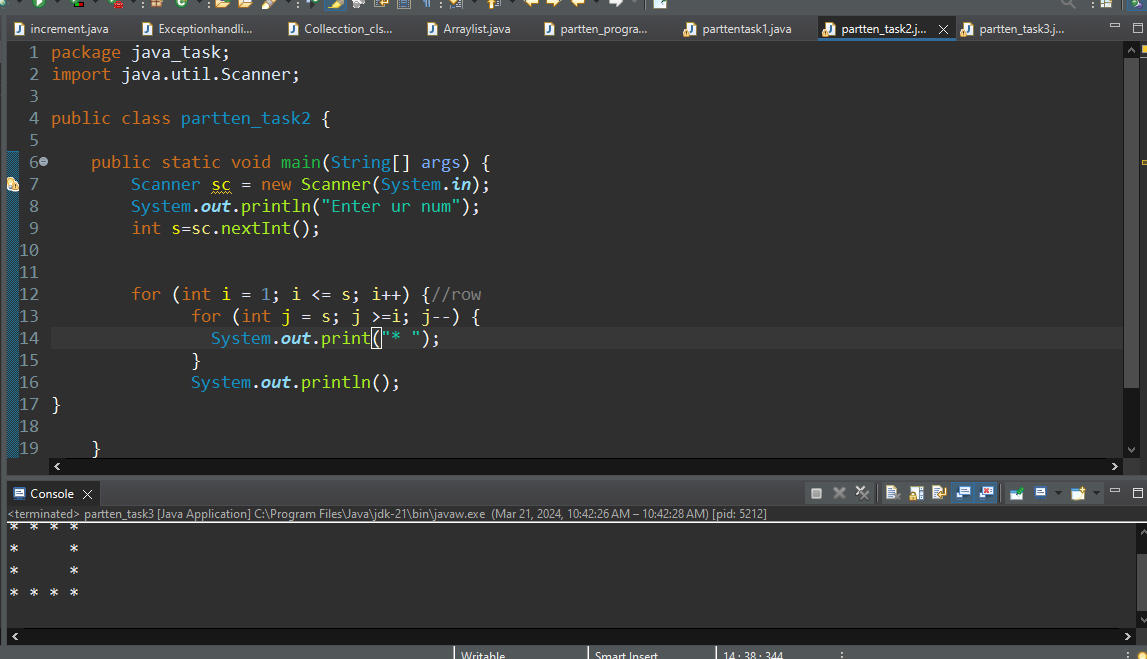 increment.java Exceptionhandli... Collecction_cls... Arraylist.java partten_progra... parttentask1.java partten_task2.j... partten_task3.j...
1 package java_task;
2 import java.util.Scanner;
3
4 public class partten_task2 {
5
6 public static void main(String[] args) {
7 Scanner sc = new Scanner(System.in);
8 System.out.println("Enter ur num");
9 int s=sc.nextInt();
10
11
12 for (int i = 1; i <= s; i++) {//row
13 for (int j = s; j >=i; j--) {
14 System.out.print("* ");
15 }
16 System.out.println();
17 }
18
19 }
Console
<terminated> partten_task3 [Java Application] C:\Program Files\Java\jdk-21\bin\javaw.exe (Mar 21, 2024, 10:42:26 AM – 10:42:28 AM) [pid: 5212]
* * * *
*     *
*     *
* * * *
Writable Smart Insert 14 : 38 : 344